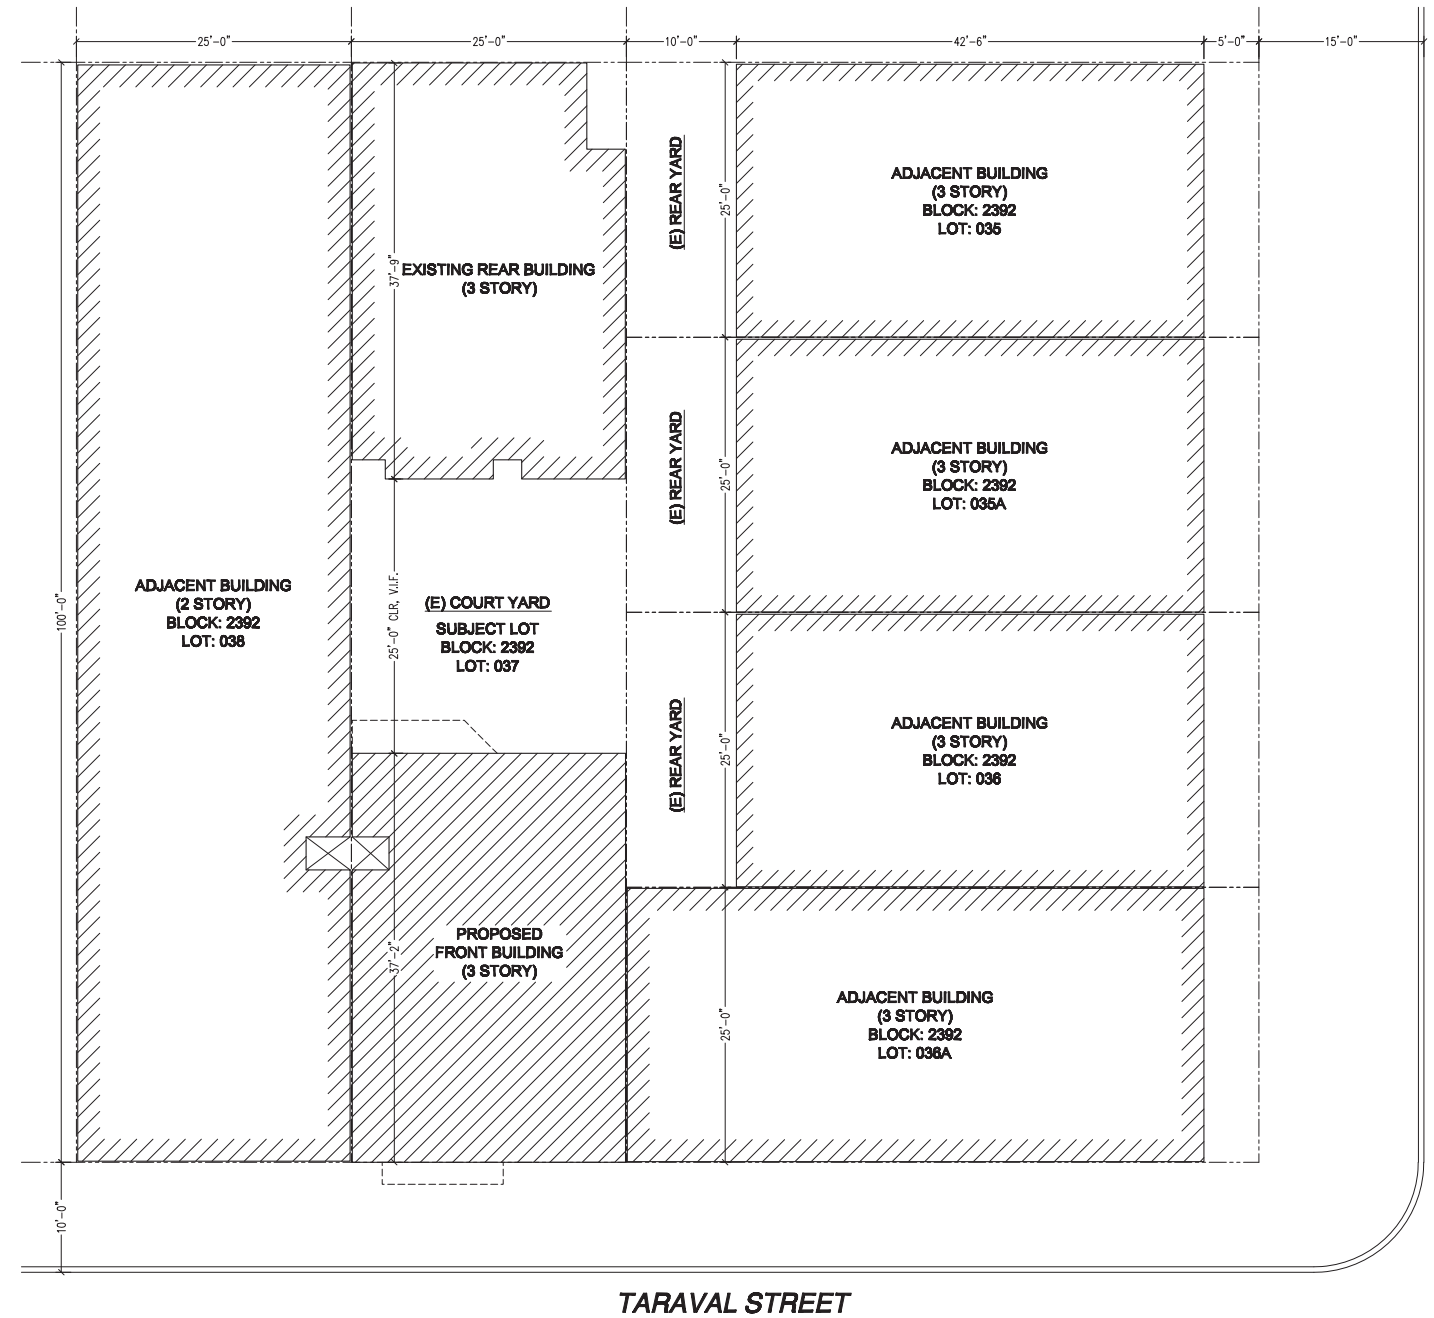 25'-0"
25'-0"
10'-0"
42'-6"
5'-0"
15'-0"
ADJACENT BUILDING
(2 STORY)
BLOCK: 2392
LOT: 038
100'-0"
10'-0"
EXISTING REAR BUILDING
(3 STORY)
37'-9"
(E) COURT YARD
SUBJECT LOT
BLOCK: 2392
LOT: 037
25'-0" CLR, V.I.F.
PROPOSED
FRONT BUILDING
(3 STORY)
37'-2"
(E) REAR YARD
25'-0"
ADJACENT BUILDING
(3 STORY)
BLOCK: 2392
LOT: 035
(E) REAR YARD
25'-0"
ADJACENT BUILDING
(3 STORY)
BLOCK: 2392
LOT: 035A
(E) REAR YARD
25'-0"
ADJACENT BUILDING
(3 STORY)
BLOCK: 2392
LOT: 036
25'-0"
ADJACENT BUILDING
(3 STORY)
BLOCK: 2392
LOT: 036A
TARAVAL STREET